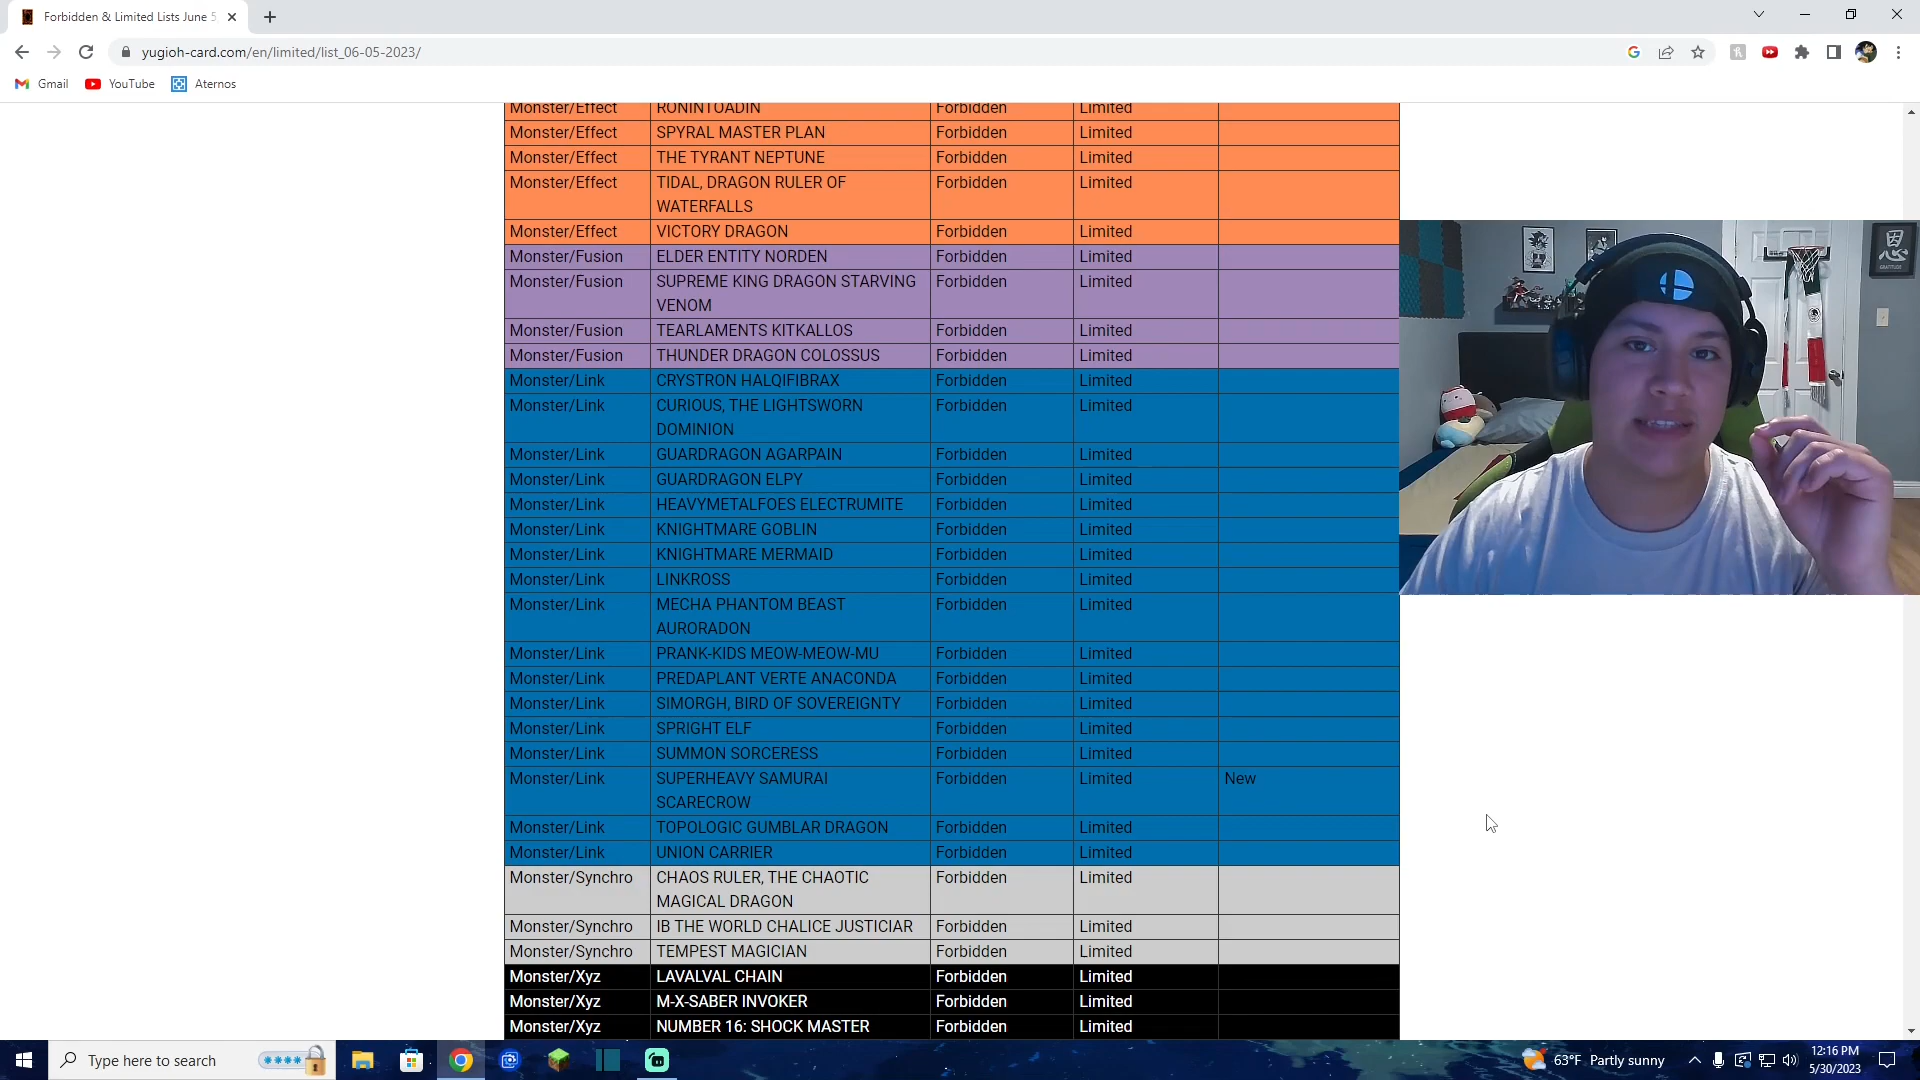 Forbidden & Limited Lists June 5
yugioh-card.com/en/limited/list_06-05-2023/
Gmail YouTube Aternos
Monster/Effect RONINTOADIN Forbidden Limited
Monster/Effect SPYRAL MASTER PLAN Forbidden Limited
Monster/Effect THE TYRANT NEPTUNE Forbidden Limited
Monster/Effect TIDAL, DRAGON RULER OF Forbidden Limited
WATERFALLS
Monster/Effect VICTORY DRAGON Forbidden Limited
Monster/Fusion ELDER ENTITY NORDEN Forbidden Limited
Monster/Fusion SUPREME KING DRAGON STARVING Forbidden Limited
VENOM
Monster/Fusion TEARLAMENTS KITKALLOS Forbidden Limited
Monster/Fusion THUNDER DRAGON COLOSSUS Forbidden Limited
Monster/Link CRYSTRON HALQIFIBRAX Forbidden Limited
Monster/Link CURIOUS, THE LIGHTSWORN Forbidden Limited
DOMINION
Monster/Link GUARDRAGON AGARPAIN Forbidden Limited
Monster/Link GUARDRAGON ELPY Forbidden Limited
Monster/Link HEAVYMETALFOES ELECTRUMITE Forbidden Limited
Monster/Link KNIGHTMARE GOBLIN Forbidden Limited
Monster/Link KNIGHTMARE MERMAID Forbidden Limited
Monster/Link LINKROSS Forbidden Limited
Monster/Link MECHA PHANTOM BEAST Forbidden Limited
AURORADON
Monster/Link PRANK-KIDS MEOW-MEOW-MU Forbidden Limited
Monster/Link PREDAPLANT VERTE ANACONDA Forbidden Limited
Monster/Link SIMORGH, BIRD OF SOVEREIGNTY Forbidden Limited
Monster/Link SPRIGHT ELF Forbidden Limited
Monster/Link SUMMON SORCERESS Forbidden Limited
Monster/Link SUPERHEAVY SAMURAI Forbidden Limited New
SCARECROW
Monster/Link TOPOLOGIC GUMBLAR DRAGON Forbidden Limited
Monster/Link UNION CARRIER Forbidden Limited
Monster/Synchro CHAOS RULER, THE CHAOTIC Forbidden Limited
MAGICAL DRAGON
Monster/Synchro IB THE WORLD CHALICE JUSTICIAR Forbidden Limited
Monster/Synchro TEMPEST MAGICIAN Forbidden Limited
Monster/Xyz LAVALVAL CHAIN Forbidden Limited
Monster/Xyz M-X-SABER INVOKER Forbidden Limited
Monster/Xyz NUMBER 16: SHOCK MASTER Forbidden Limited
恩
GRATITUDE
Type here to search
63°F Partly sunny
12:16 PM
5/30/2023